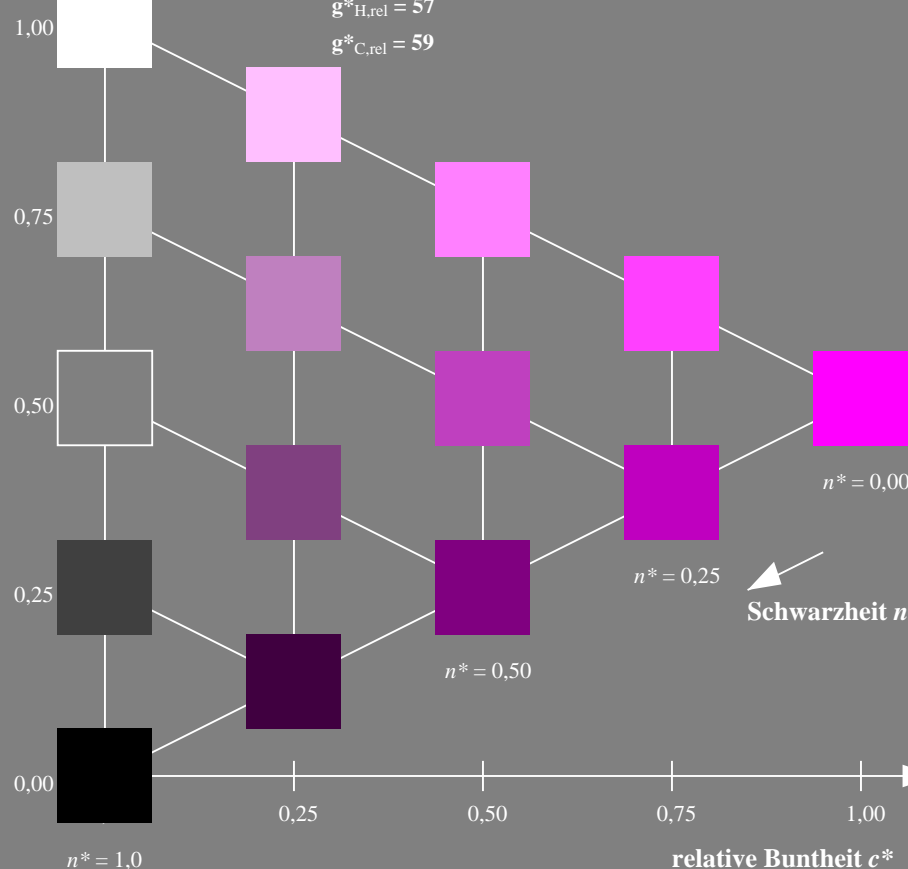 g*H,rel = 57
1,00
g*C,rel = 59
0,75
0,50
n* = 0,00
n* = 0,25
0,25
Schwarzheit n
n* = 0,50
0,00
0,25 0,50 0,75 1,00
n* = 1,0
relative Buntheit c*